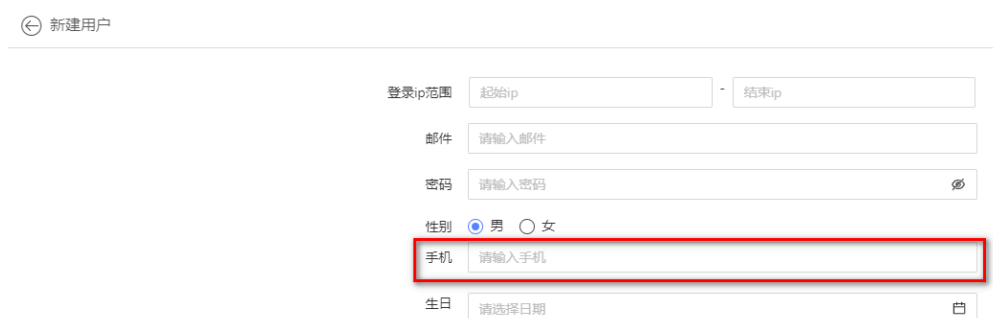 新建用户
登录ip范围 起始ip - 结束ip
邮件 请输入邮件
密码 请输入密码
性别 男 女
手机 请输入手机
生日 请选择日期